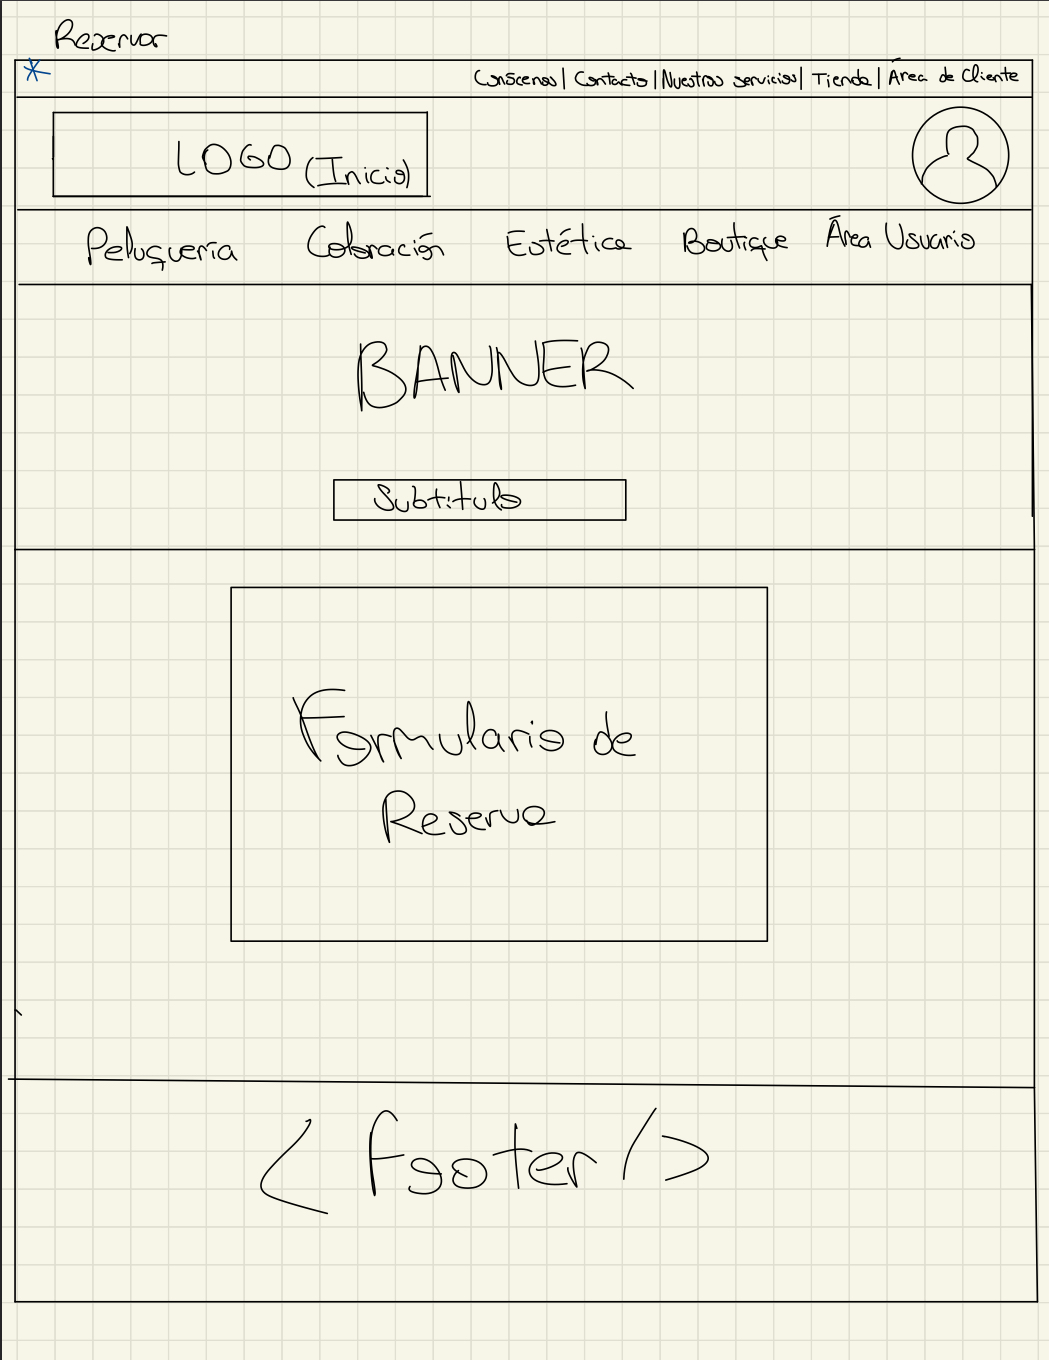 Reservar
*
Conócenos | Contacto | Nuestros servicios | Tienda | Área de Cliente
LOGO (Inicio)
Peluquería Coloración Estética Boutique Área Usuario
BANNER
Subtitulo
Formulario de
Reserva
< footer />